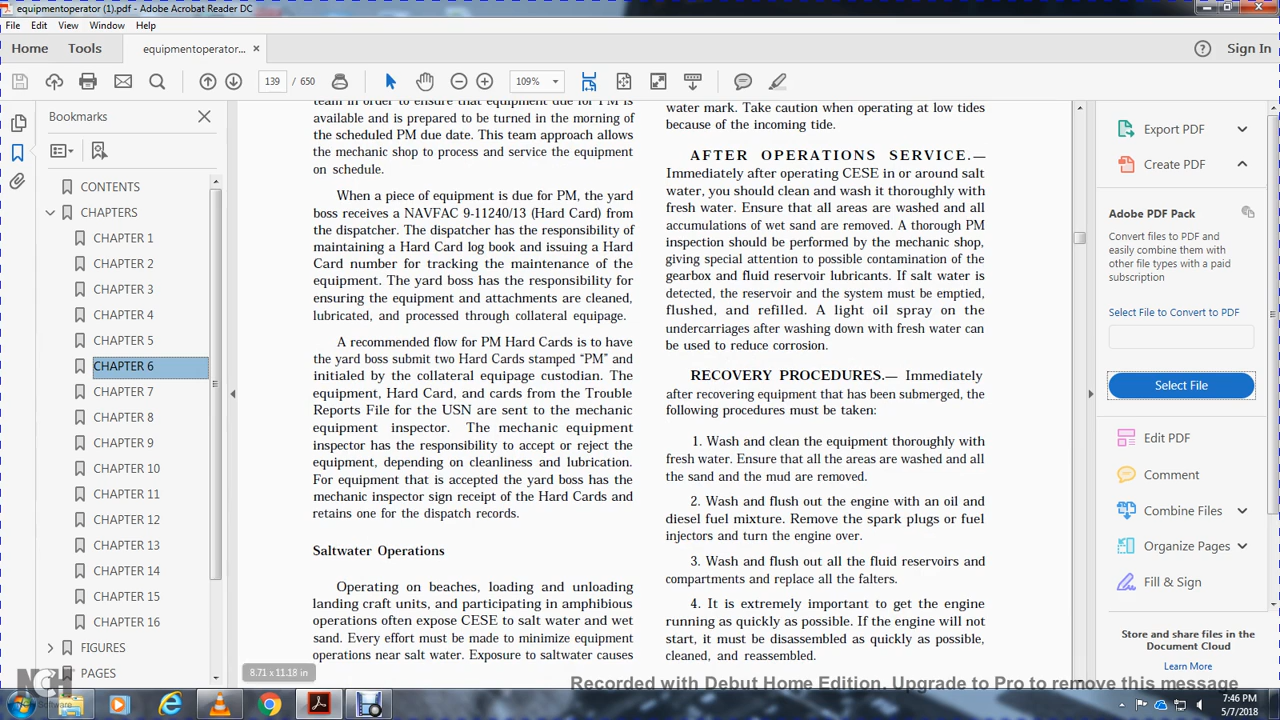 equipmentoperator (1).pdf - Adobe Acrobat Reader DC
File Edit View Window Help
Home Tools equipmentoperator... × Sign In
139 / 650 109%
Bookmarks
CONTENTS
CHAPTERS
CHAPTER 1
CHAPTER 2
CHAPTER 3
CHAPTER 4
CHAPTER 5
CHAPTER 6
CHAPTER 7
CHAPTER 8
CHAPTER 9
CHAPTER 10
CHAPTER 11
CHAPTER 12
CHAPTER 13
CHAPTER 14
CHAPTER 15
CHAPTER 16
FIGURES
PAGES
team in order to ensure that equipment due for PM is
available and is prepared to be turned in the morning of
the scheduled PM due date. This team approach allows
the mechanic shop to process and service the equipment
on schedule.
When a piece of equipment is due for PM, the yard
boss receives a NAVFAC 9-11240/13 (Hard Card) from
the dispatcher. The dispatcher has the responsibility of
maintaining a Hard Card log book and issuing a Hard
Card number for tracking the maintenance of the
equipment. The yard boss has the responsibility for
ensuring the equipment and attachments are cleaned,
lubricated, and processed through collateral equipage.
A recommended flow for PM Hard Cards is to have
the yard boss submit two Hard Cards stamped “PM” and
initialed by the collateral equipage custodian. The
equipment, Hard Card, and cards from the Trouble
Reports File for the USN are sent to the mechanic
equipment inspector. The mechanic equipment
inspector has the responsibility to accept or reject the
equipment, depending on cleanliness and lubrication.
For equipment that is accepted the yard boss has the
mechanic inspector sign receipt of the Hard Cards and
retains one for the dispatch records.
Saltwater Operations
Operating on beaches, loading and unloading
landing craft units, and participating in amphibious
operations often expose CESE to salt water and wet
sand. Every effort must be made to minimize equipment
operations near salt water. Exposure to saltwater causes
8.71 x 11.18 in
water mark. Take caution when operating at low tides
because of the incoming tide.
AFTER OPERATIONS SERVICE.—
Immediately after operating CESE in or around salt
water, you should clean and wash it thoroughly with
fresh water. Ensure that all areas are washed and all
accumulations of wet sand are removed. A thorough PM
inspection should be performed by the mechanic shop,
giving special attention to possible contamination of the
gearbox and fluid reservoir lubricants. If salt water is
detected, the reservoir and the system must be emptied,
flushed, and refilled. A light oil spray on the
undercarriages after washing down with fresh water can
be used to reduce corrosion.
RECOVERY PROCEDURES.— Immediately
after recovering equipment that has been submerged, the
following procedures must be taken:
1. Wash and clean the equipment thoroughly with
fresh water. Ensure that all the areas are washed and all
the sand and the mud are removed.
2. Wash and flush out the engine with an oil and
diesel fuel mixture. Remove the spark plugs or fuel
injectors and turn the engine over.
3. Wash and flush out all the fluid reservoirs and
compartments and replace all the falters.
4. It is extremely important to get the engine
running as quickly as possible. If the engine will not
start, it must be disassembled as quickly as possible,
cleaned, and reassembled.
Export PDF
Create PDF
Adobe PDF Pack
Convert files to PDF and
easily combine them with
other file types with a paid
subscription
Select File to Convert to PDF
Select File
Edit PDF
Comment
Combine Files
Organize Pages
Fill & Sign
Store and share files in the
Document Cloud
Learn More
Recorded with Debut Home Edition. Upgrade to Pro to remove this message
NCH
Software
7:46 PM
5/7/2018